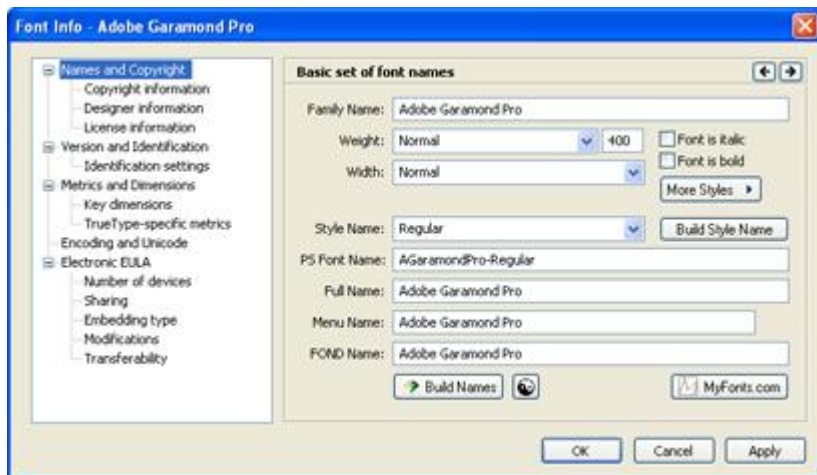 Font Info - Adobe Garamond Pro
Names and Copyright
Copyright information
Designer information
License information
Version and Identification
Identification settings
Metrics and Dimensions
Key dimensions
TrueType-specific metrics
Encoding and Unicode
Electronic EULA
Number of devices
Sharing
Embedding type
Modifications
Transferability
Basic set of font names
Family Name: Adobe Garamond Pro
Weight: Normal 400 Font is italic
Font is bold
Width: Normal
More Styles
Style Name: Regular Build Style Name
PS Font Name: AGaramondPro-Regular
Full Name: Adobe Garamond Pro
Menu Name: Adobe Garamond Pro
FOND Name: Adobe Garamond Pro
Build Names MyFonts.com
OK Cancel Apply